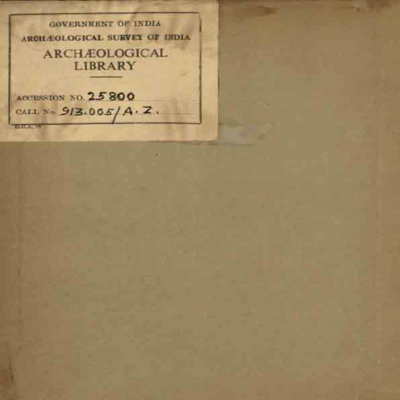 GOVERNMENT OF INDIA
ARCHÆOLOGICAL SURVEY OF INDIA
ARCHÆOLOGICAL
LIBRARY
ACCESSION NO. 25800
CALL No. 913.005/A.Z.